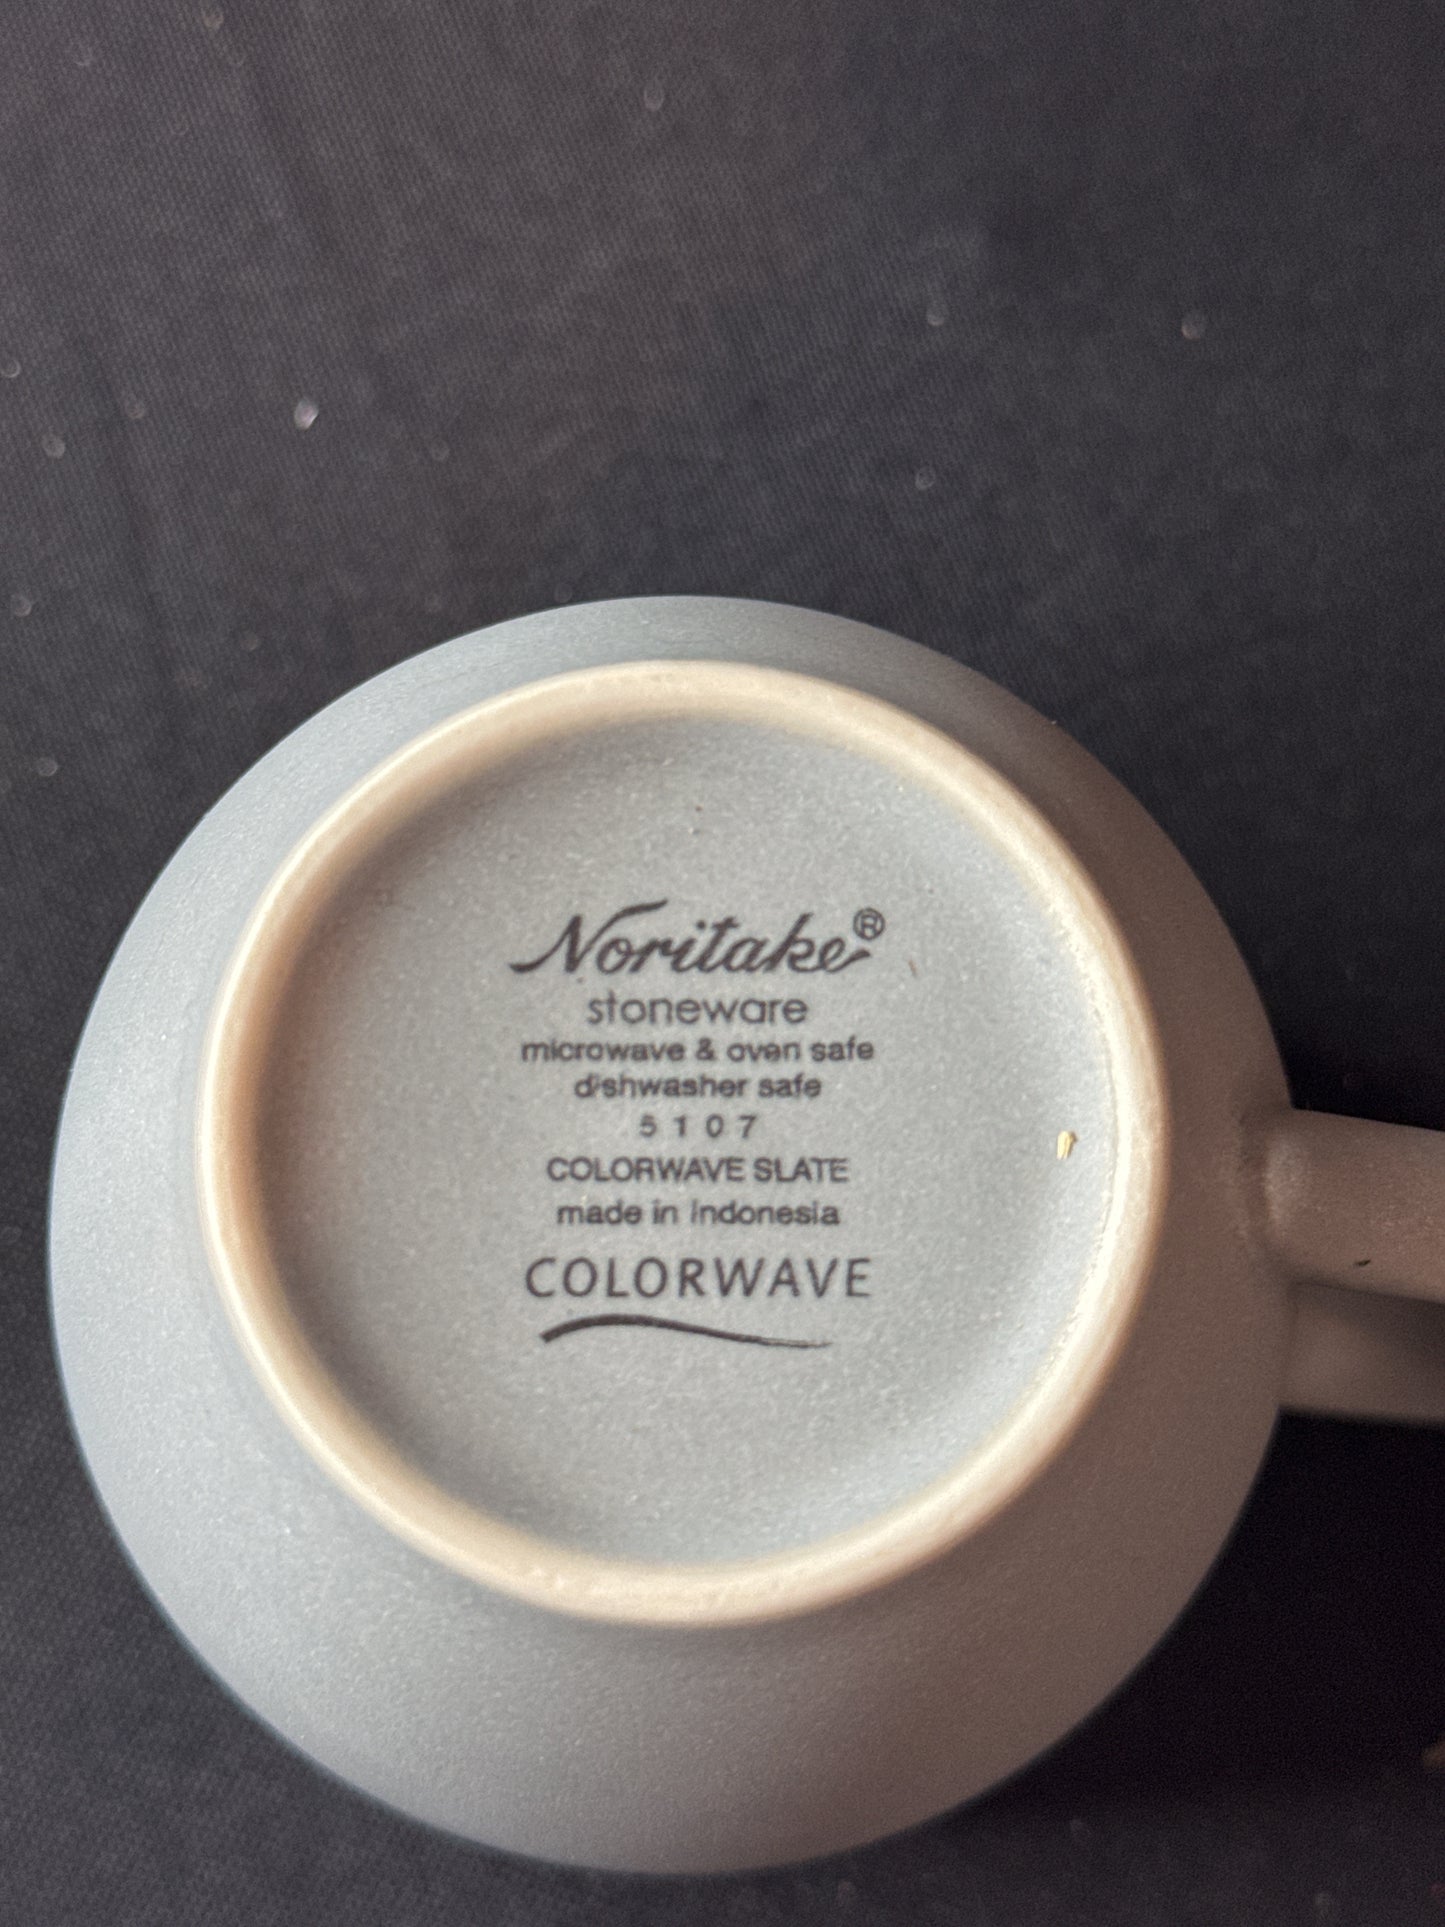 Noritake®
stoneware
microwave & oven safe
dishwasher safe
5107
COLORWAVE SLATE
made in indonesia
COLORWAVE